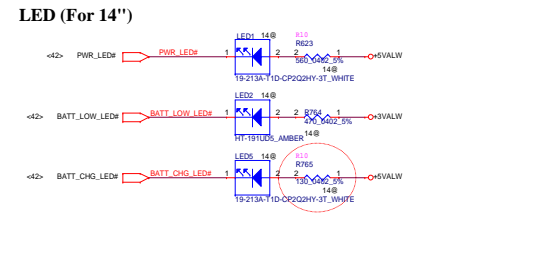 LED (For 14")
LED1 14@
R10
R623
<42> PWR_LED# PWR_LED# 1 2 2 1 +5VALW
560_0402_5%
14@
19-213A-T1D-CP2Q2HY-3T_WHITE
LED2 14@
<42> BATT_LOW_LED# BATT_LOW_LED# 1 2 2 R764 1 +3VALW
470_0402_5%
HT-191UD5_AMBER 14@
LED5 14@
R10
R765
<42> BATT_CHG_LED# BATT_CHG_LED# 1 2 2 1 +5VALW
130_0402_5%
14@
19-213A-T1D-CP2Q2HY-3T_WHITE